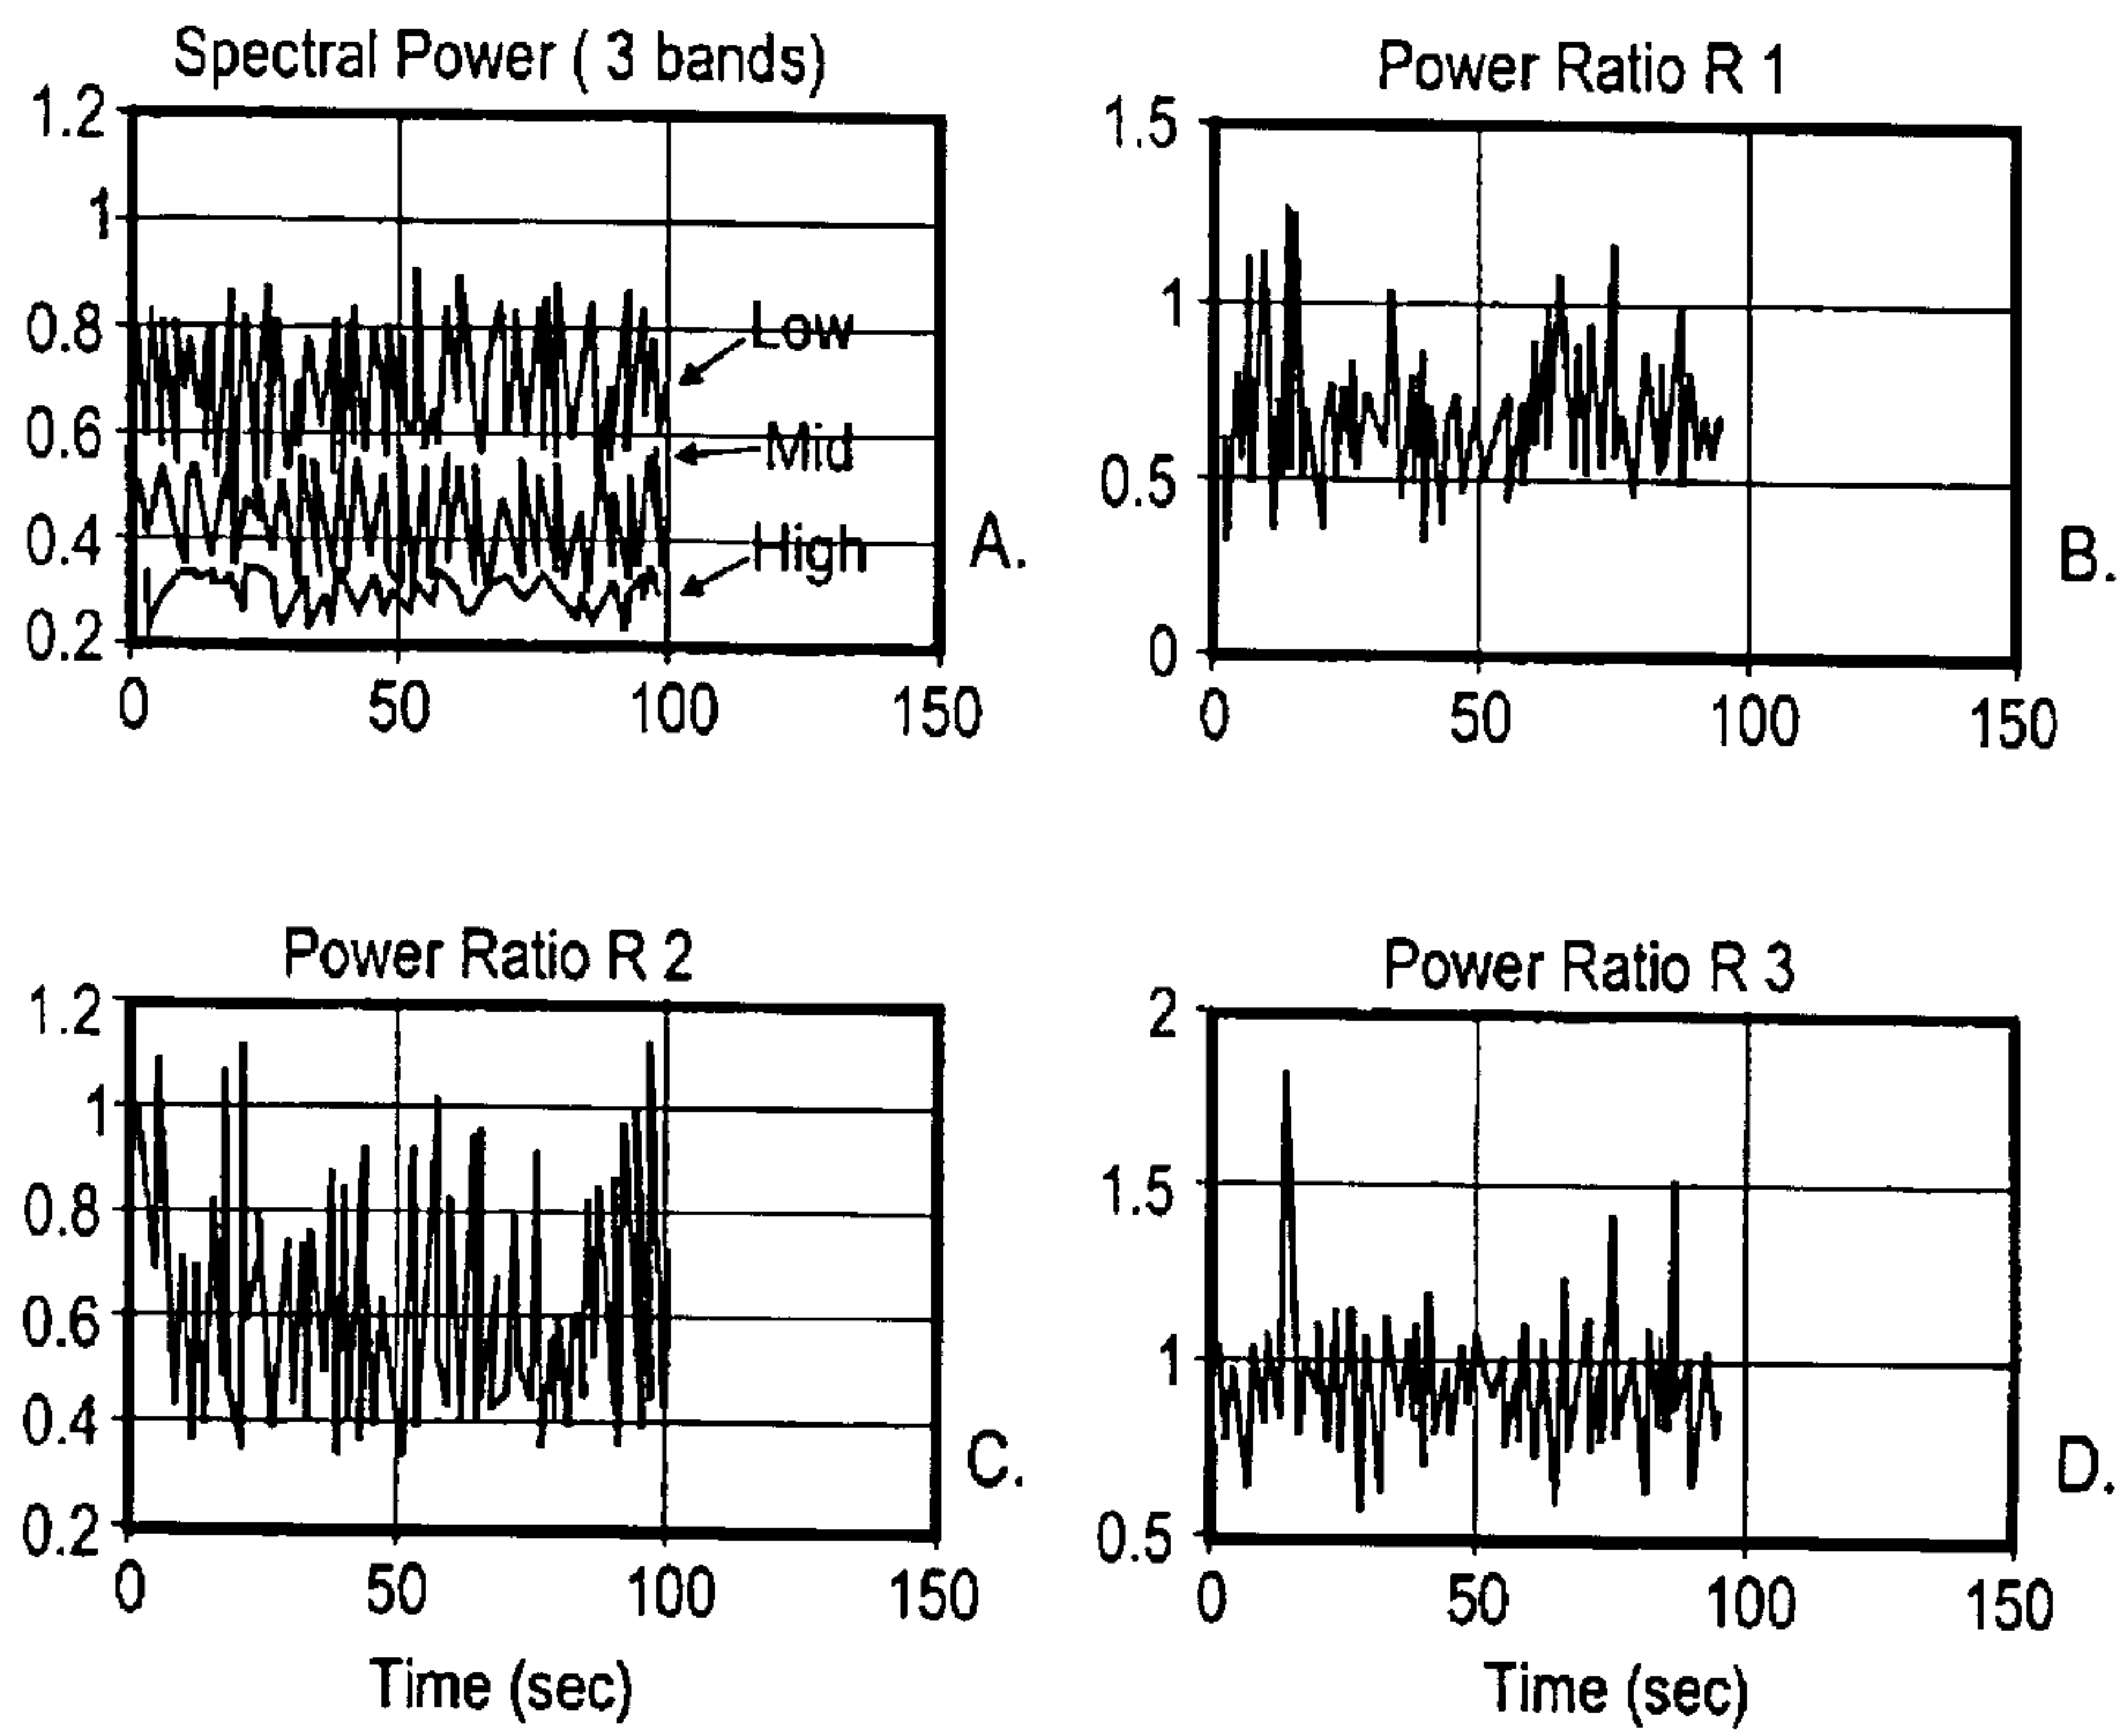 Spectral Power ( 3 bands)
1.2
1
0.8
0.6
0.4
0.2
Low
Mid
High
A.
0 50 100 150
Power Ratio R 1
1.5
1
0.5
0
B.
0 50 100 150
Power Ratio R 2
1.2
1
0.8
0.6
0.4
0.2
C.
0 50 100 150
Time (sec)
Power Ratio R 3
2
1.5
1
0.5
D.
0 50 100 150
Time (sec)